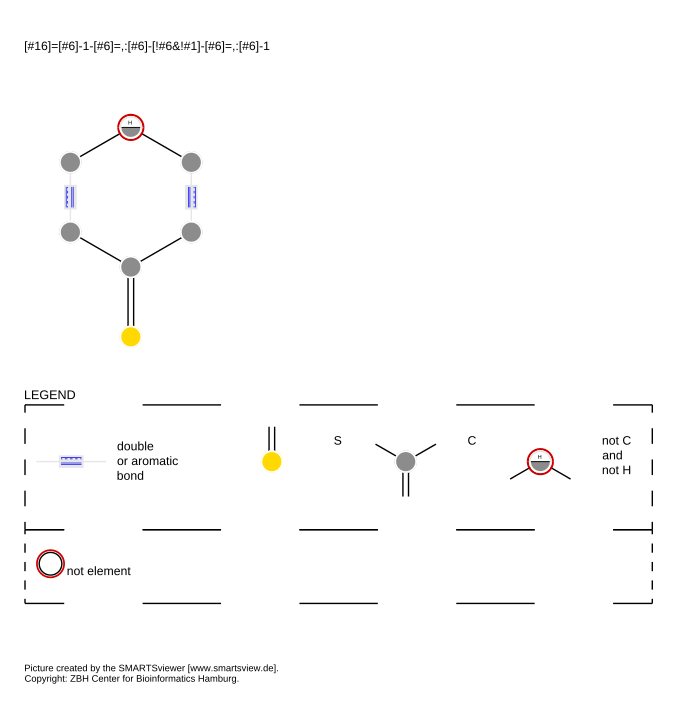 [#16]=[#6]-1-[#6]=,:[#6]-[!#6&!#1]-[#6]=,:[#6]-1
H
LEGEND
double
or aromatic
bond
S
C
H
not C
and
not H
not element
Picture created by the SMARTSviewer [www.smartsview.de].
Copyright: ZBH Center for Bioinformatics Hamburg.